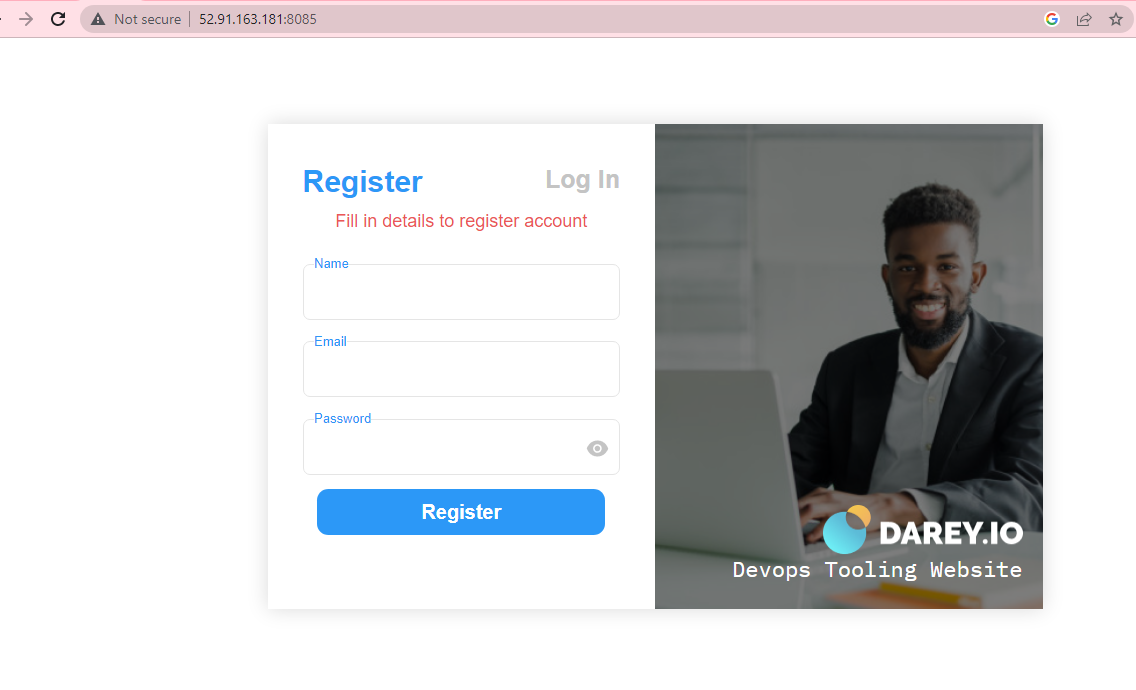 Not secure 52.91.163.181:8085
Register Log In
Fill in details to register account
Name
Email
Password
Register
DAREY.IO
Devops Tooling Website